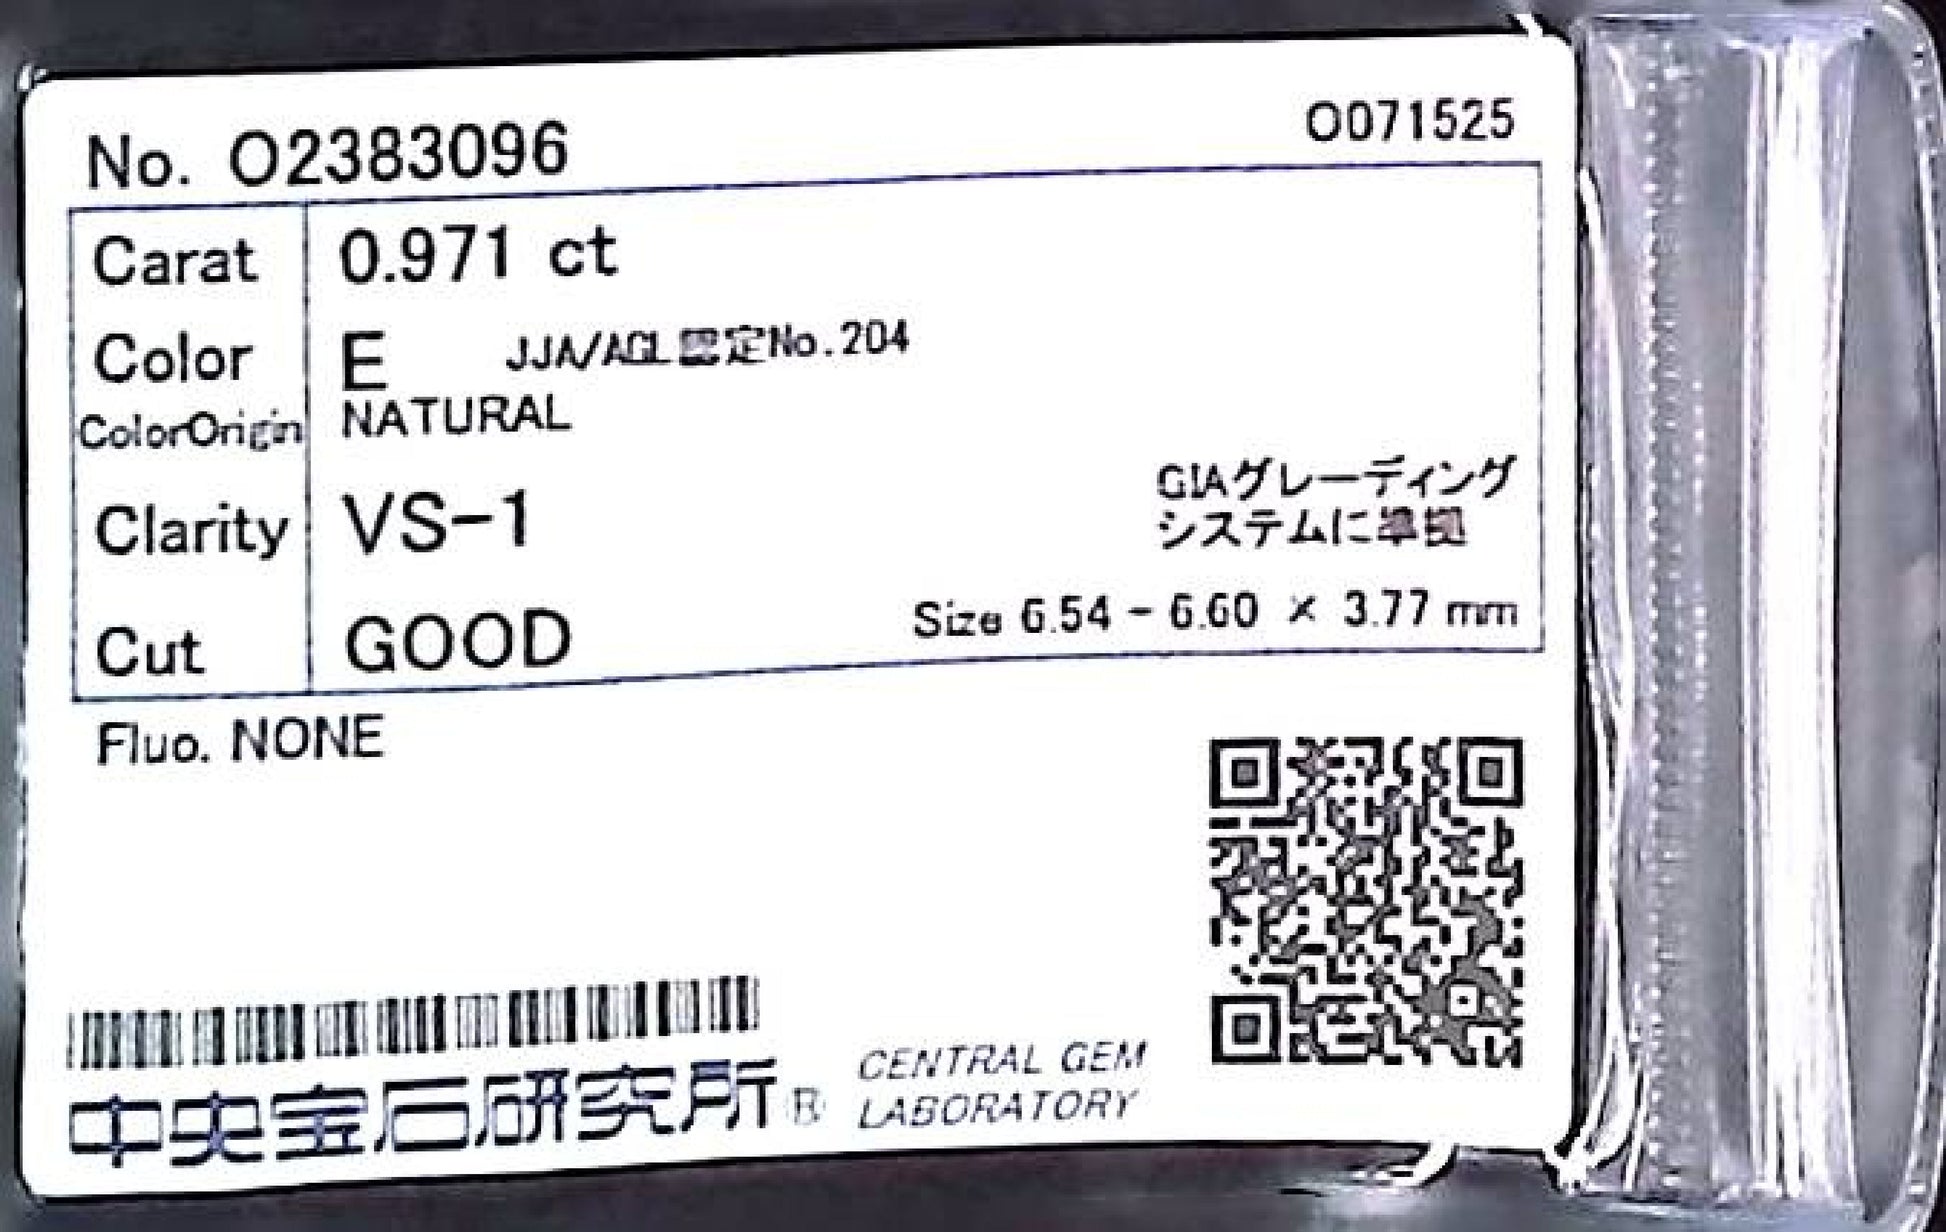 No. O2383096
O071525
Carat 0.971 ct
Color E JJA/AGL認定No.204
ColorOrigin NATURAL
Clarity VS-1
GIAグレーディング
システムに準拠
Cut GOOD
Size 6.54 - 6.60 × 3.77 mm
Fluo. NONE
中央宝石研究所® CENTRAL GEM
LABORATORY